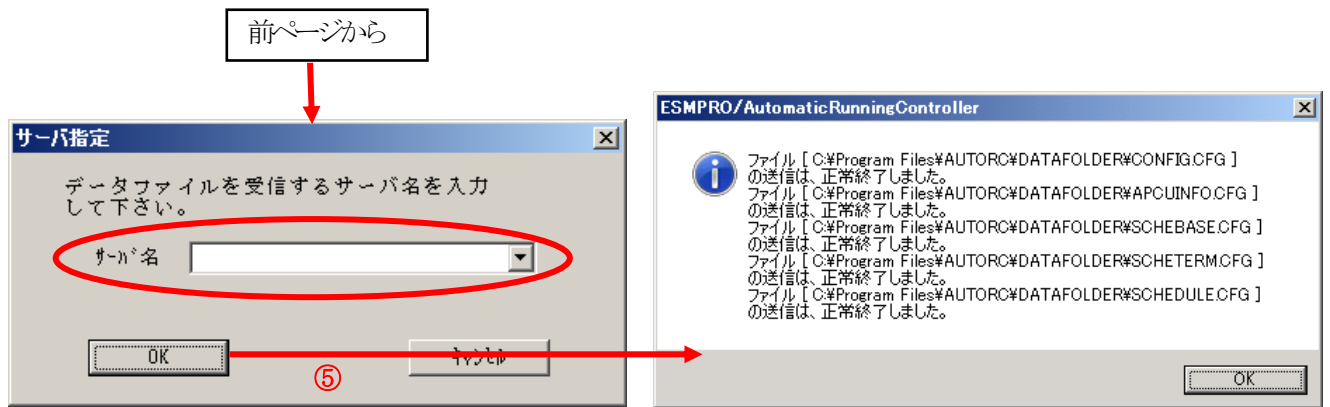 前ページから
サーバ指定
データファイルを受信するサーバ名を入力
して下さい。
ｻｰﾊﾞ名
OK
ｷｬﾝｾﾙ
⑤
ESMPRO/AutomaticRunningController
ファイル [ C:¥Program Files¥AUTORC¥DATAFOLDER¥CONFIG.CFG ]
の送信は、正常終了しました。
ファイル [ C:¥Program Files¥AUTORC¥DATAFOLDER¥APCUINFO.CFG ]
の送信は、正常終了しました。
ファイル [ C:¥Program Files¥AUTORC¥DATAFOLDER¥SCHEBASE.CFG ]
の送信は、正常終了しました。
ファイル [ C:¥Program Files¥AUTORC¥DATAFOLDER¥SCHETERM.CFG ]
の送信は、正常終了しました。
ファイル [ C:¥Program Files¥AUTORC¥DATAFOLDER¥SCHEDULE.CFG ]
の送信は、正常終了しました。
OK